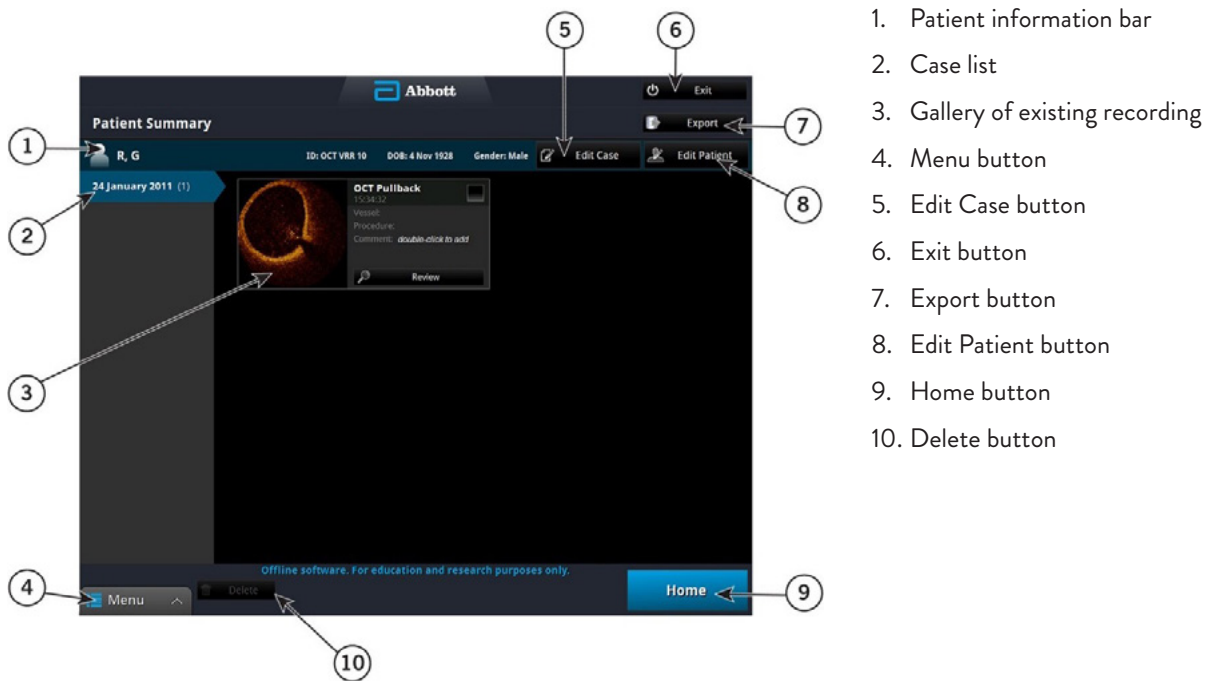 5
6
Abbott
Exit
Patient Summary
Export
7
1
R, G
ID: OCT VRR 10
DOB: 4 Nov 1928
Gender: Male
Edit Case
Edit Patient
24 January 2011 (1)
OCT Pullback
15:34:32
Vessel:
Procedure:
Comment: double-click to add
Review
8
2
3
Offline software. For education and research purposes only.
4
Menu
Delete
Home
9
10
1. Patient information bar
2. Case list
3. Gallery of existing recording
4. Menu button
5. Edit Case button
6. Exit button
7. Export button
8. Edit Patient button
9. Home button
10. Delete button